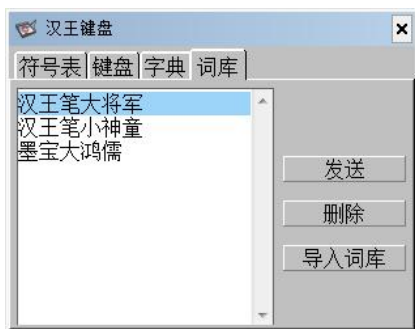 汉王键盘
符号表 键盘 字典 词库
汉王笔大将军
汉王笔小神童
墨宝大鸿儒
发送
删除
导入词库